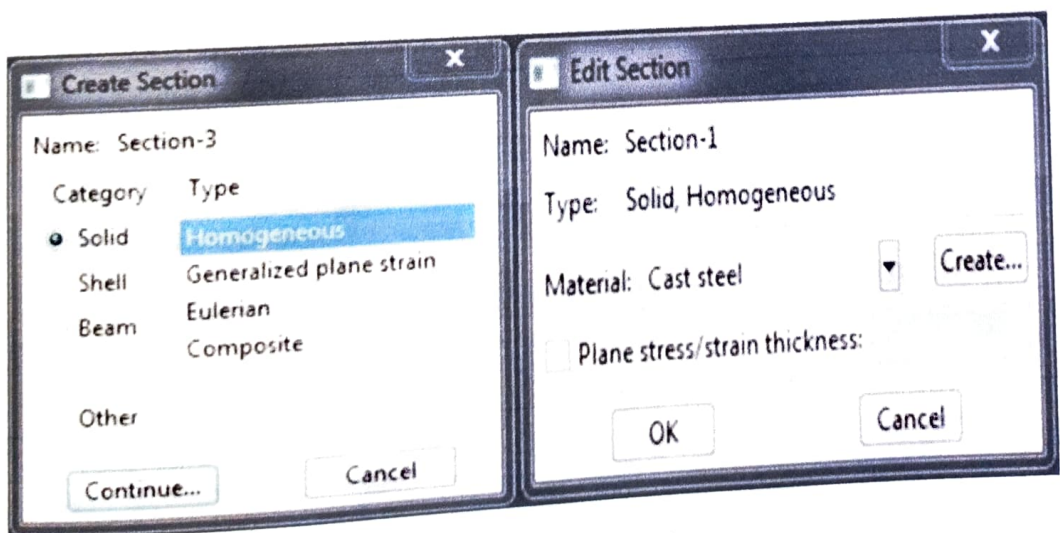 Create Section
X
Name: Section-3
Category Type
Solid
Homogeneous
Shell
Generalized plane strain
Beam
Eulerian
Composite
Other
Continue...
Cancel
Edit Section
X
Name: Section-1
Type: Solid, Homogeneous
Material: Cast steel
Create...
Plane stress/strain thickness:
OK
Cancel